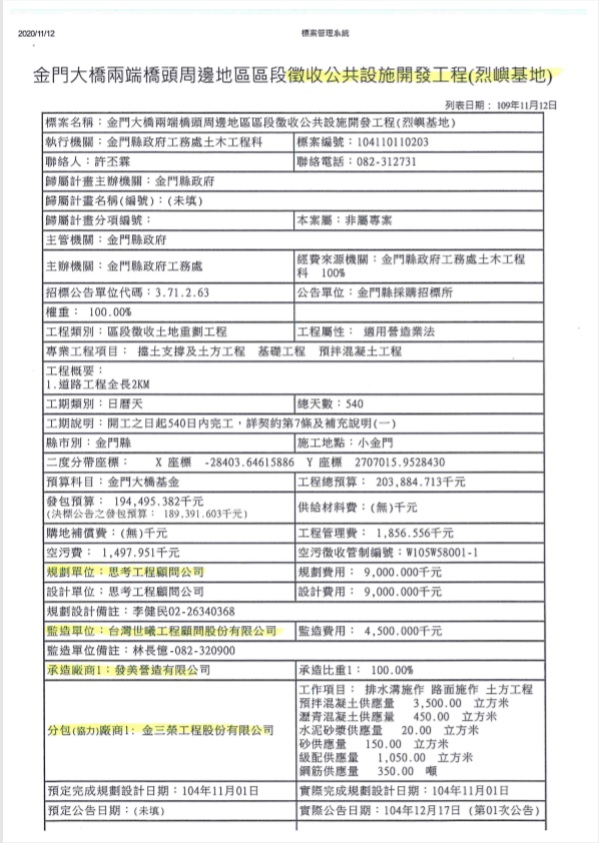 2020/11/12 標案管理系統
金門大橋兩端橋頭周邊地區區段徵收公共設施開發工程(烈嶼基地)
列表日期：109年11月12日
標案名稱：金門大橋兩端橋頭周邊地區區段徵收公共設施開發工程(烈嶼基地)
執行機關：金門縣政府工務處土木工程科 標案編號：104110110203
聯絡人：許丕霖 聯絡電話：082-312731
歸屬計畫主辦機關：金門縣政府
歸屬計畫名稱(編號)：(未填)
歸屬計畫分項編號： 本案屬：非屬專案
主管機關：金門縣政府
主辦機關：金門縣政府工務處 經費來源機關：金門縣政府工務處土木工程
科 100%
招標公告單位代碼：3.71.2.63 公告單位：金門縣採購招標所
權重： 100.00%
工程類別：區段徵收土地重劃工程 工程屬性： 適用營造業法
專業工程項目： 擋土支撐及土方工程 基礎工程 預拌混凝土工程
工程概要：
1.道路工程全長2KM
工期類別：日曆天 總天數：540
工期說明：開工之日起540日內完工，詳契約第7條及補充說明(一)
縣市別：金門縣 施工地點：小金門
二度分帶座標： X 座標 -28403.64615886 Y 座標 2707015.9528430
預算科目：金門大橋基金 工程總預算： 203,884.713千元
發包預算： 194,495.382千元
(決標公告之發包預算： 189,391.603千元) 供給材料費：(無)千元
購地補償費：(無)千元 工程管理費： 1,856.556千元
空污費： 1,497.951千元 空污徵收管制編號：W105W58001-1
規劃單位：思考工程顧問公司 規劃費用： 9,000.000千元
設計單位：思考工程顧問公司 設計費用： 9,000.000千元
規劃設計備註：李健民02-26340368
監造單位：台灣世曦工程顧問股份有限公司 監造費用： 4,500.000千元
監造單位備註：林長憶-082-320900
承造廠商1：發美營造有限公司 承造比重1： 100.00%
分包(協力)廠商1： 金三榮工程股份有限公司 工作項目： 排水溝施作 路面施作 土方工程
預拌混凝土供應量 3,500.00 立方米
瀝青混凝土供應量 450.00 立方米
水泥砂漿供應量 20.00 立方米
砂供應量 150.00 立方米
級配供應量 1,050.00 立方米
鋼筋供應量 350.00 噸
預定完成規劃設計日期：104年11月01日 實際完成規劃設計日期：104年11月01日
預定公告日期：(未填) 實際公告日期：104年12月17日 (第01次公告)